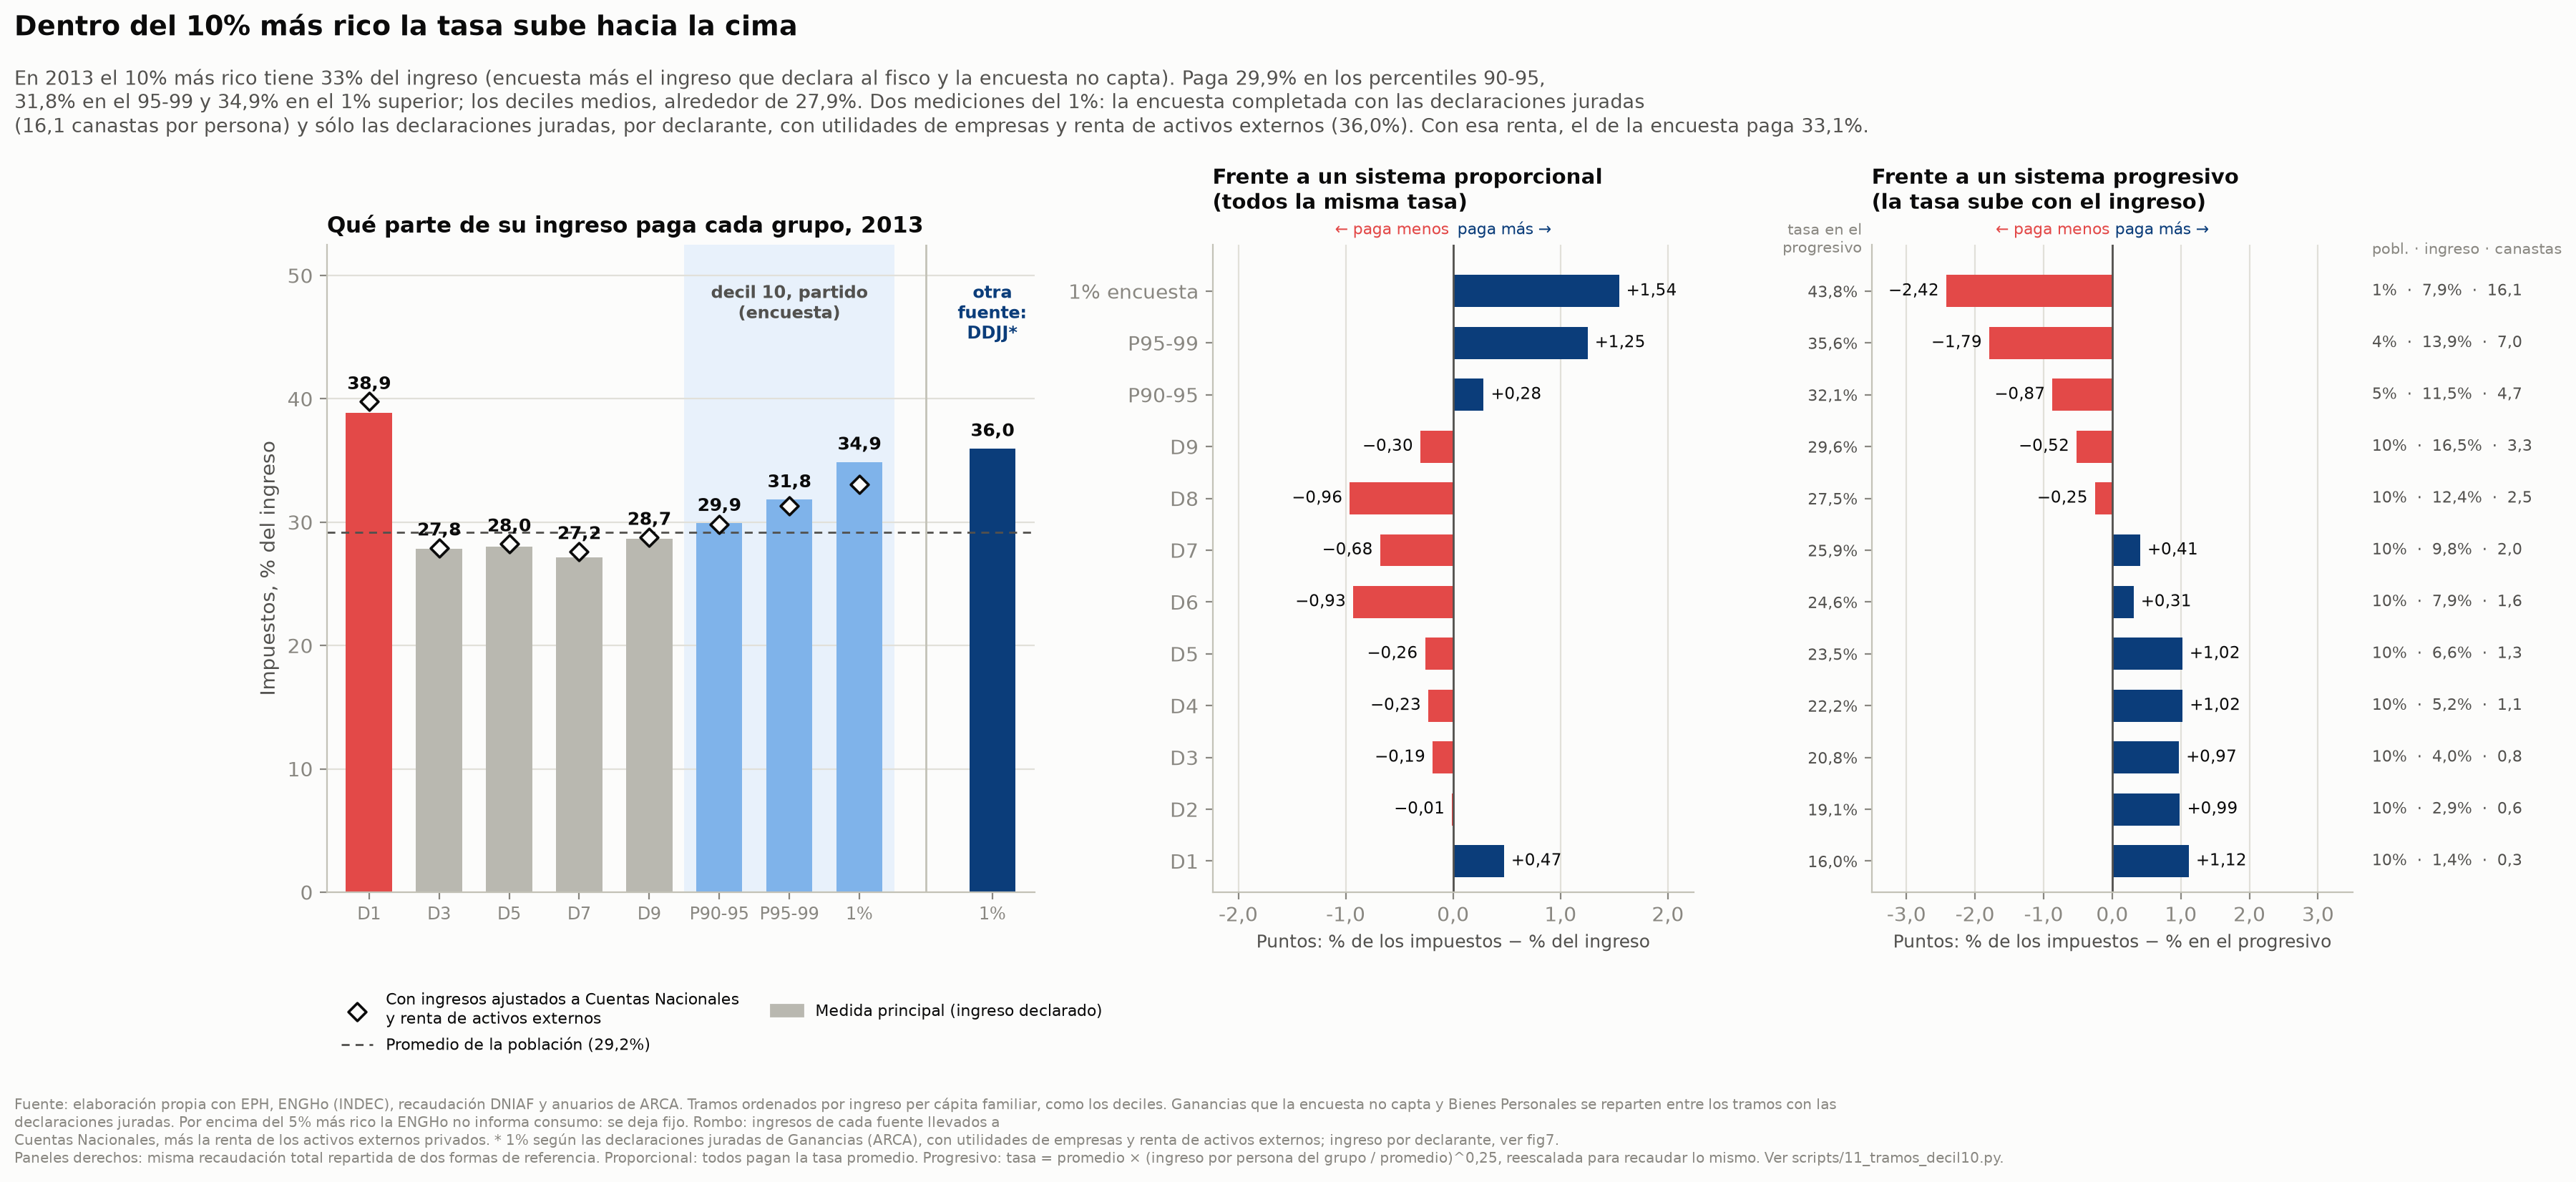 Dentro del 10% más rico la tasa sube hacia la cima
En 2013 el 10% más rico tiene 33% del ingreso (encuesta más el ingreso que declara al fisco y la encuesta no capta). Paga 29,9% en los percentiles 90-95,
31,8% en el 95-99 y 34,9% en el 1% superior; los deciles medios, alrededor de 27,9%. Dos mediciones del 1%: la encuesta completada con las declaraciones juradas
(16,1 canastas por persona) y sólo las declaraciones juradas, por declarante, con utilidades de empresas y renta de activos externos (36,0%). Con esa renta, el de la encuesta paga 33,1%.
Qué parte de su ingreso paga cada grupo, 2013
Impuestos, % del ingreso
50
40
30
20
10
0
decil 10, partido
(encuesta)
otra
fuente:
DDJJ*
38,9
27,8
28,0
27,2
28,7
29,9
31,8
34,9
36,0
D1 D3 D5 D7 D9 P90-95 P95-99 1% 1%
Con ingresos ajustados a Cuentas Nacionales
y renta de activos externos
Promedio de la población (29,2%)
Medida principal (ingreso declarado)
Frente a un sistema proporcional
(todos la misma tasa)
← paga menos paga más →
1% encuesta +1,54
P95-99 +1,25
P90-95 +0,28
D9 −0,30
D8 −0,96
D7 −0,68
D6 −0,93
D5 −0,26
D4 −0,23
D3 −0,19
D2 −0,01
D1 +0,47
-2,0 -1,0 0,0 1,0 2,0
Puntos: % de los impuestos − % del ingreso
Frente a un sistema progresivo
(la tasa sube con el ingreso)
tasa en el
progresivo
← paga menos paga más →
pobl. · ingreso · canastas
43,8% −2,42 1% · 7,9% · 16,1
35,6% −1,79 4% · 13,9% · 7,0
32,1% −0,87 5% · 11,5% · 4,7
29,6% −0,52 10% · 16,5% · 3,3
27,5% −0,25 10% · 12,4% · 2,5
25,9% +0,41 10% · 9,8% · 2,0
24,6% +0,31 10% · 7,9% · 1,6
23,5% +1,02 10% · 6,6% · 1,3
22,2% +1,02 10% · 5,2% · 1,1
20,8% +0,97 10% · 4,0% · 0,8
19,1% +0,99 10% · 2,9% · 0,6
16,0% +1,12 10% · 1,4% · 0,3
-3,0 -2,0 -1,0 0,0 1,0 2,0 3,0
Puntos: % de los impuestos − % en el progresivo
Fuente: elaboración propia con EPH, ENGHo (INDEC), recaudación DNIAF y anuarios de ARCA. Tramos ordenados por ingreso per cápita familiar, como los deciles. Ganancias que la encuesta no capta y Bienes Personales se reparten entre los tramos con las
declaraciones juradas. Por encima del 5% más rico la ENGHo no informa consumo: se deja fijo. Rombo: ingresos de cada fuente llevados a
Cuentas Nacionales, más la renta de los activos externos privados. * 1% según las declaraciones juradas de Ganancias (ARCA), con utilidades de empresas y renta de activos externos; ingreso por declarante, ver fig7.
Paneles derechos: misma recaudación total repartida de dos formas de referencia. Proporcional: todos pagan la tasa promedio. Progresivo: tasa = promedio × (ingreso por persona del grupo / promedio)^0,25, reescalada para recaudar lo mismo. Ver scripts/11_tramos_decil10.py.